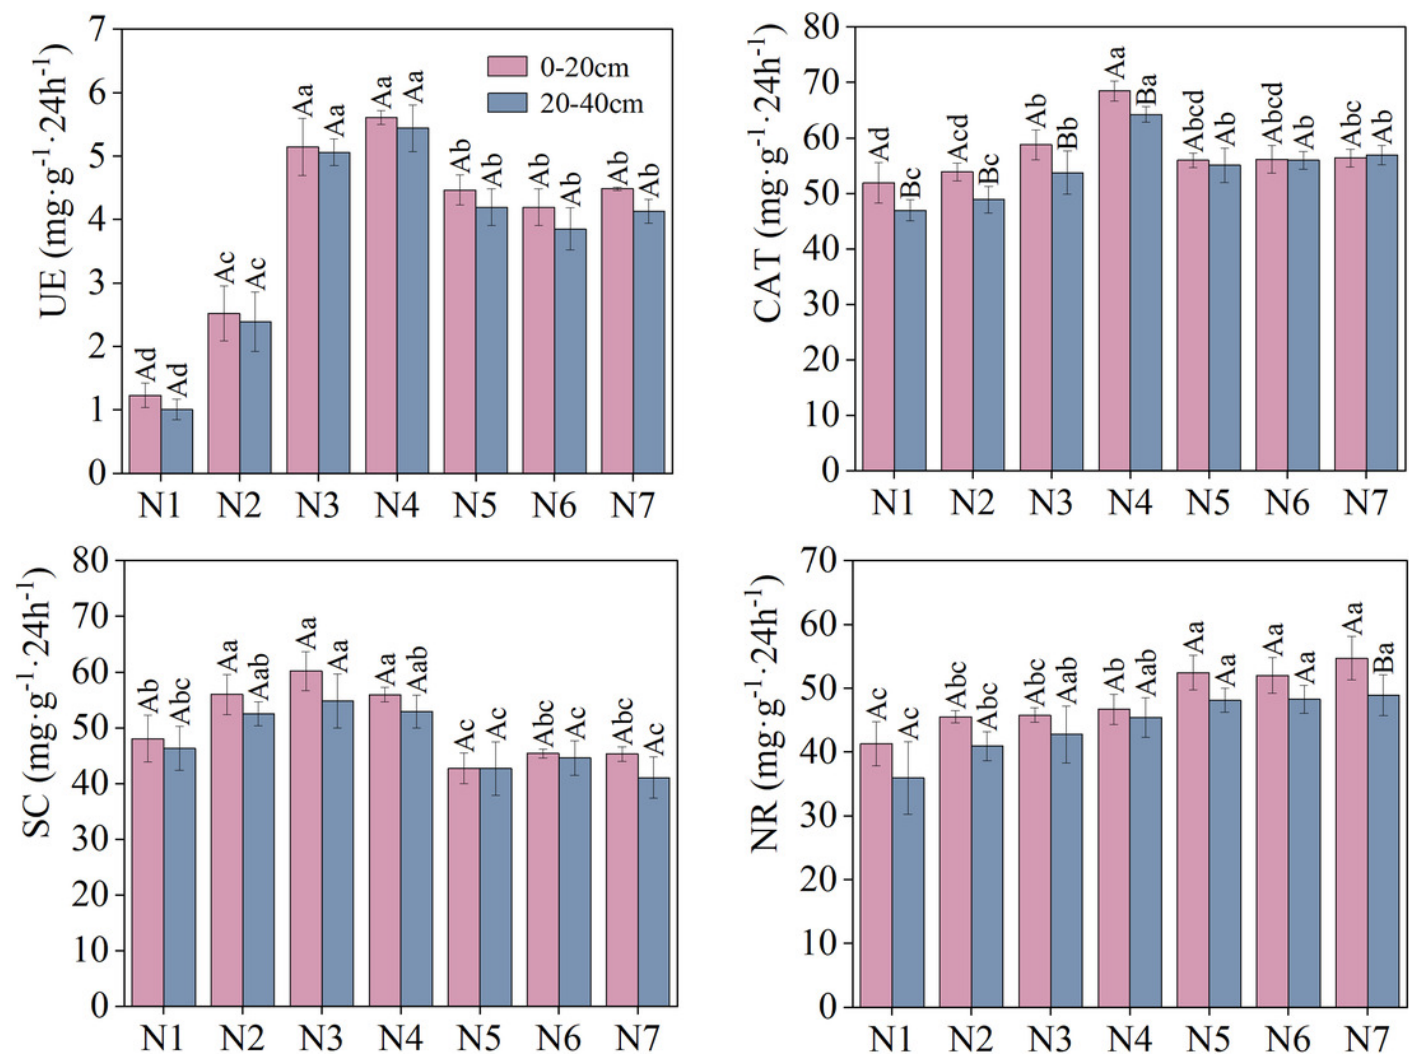 UE (mg·g⁻¹·24h⁻¹)
7
6
5
4
3
2
1
0
0-20cm
20-40cm
Ad
Ad
Ac
Ac
Aa
Aa
Aa
Aa
Ab
Ab
Ab
Ab
Ab
Ab
N1 N2 N3 N4 N5 N6 N7
CAT (mg·g⁻¹·24h⁻¹)
80
70
60
50
40
30
20
10
0
Ad
Bc
Acd
Bc
Ab
Bb
Aa
Ba
Abcd
Ab
Abcd
Ab
Abc
Ab
N1 N2 N3 N4 N5 N6 N7
SC (mg·g⁻¹·24h⁻¹)
80
70
60
50
40
30
20
10
0
Ab
Abc
Aa
Aab
Aa
Aa
Aa
Aab
Ac
Ac
Abc
Ac
Abc
Ac
N1 N2 N3 N4 N5 N6 N7
NR (mg·g⁻¹·24h⁻¹)
70
60
50
40
30
20
10
0
Ac
Ac
Abc
Abc
Abc
Aab
Ab
Aab
Aa
Aa
Aa
Aa
Aa
Ba
N1 N2 N3 N4 N5 N6 N7